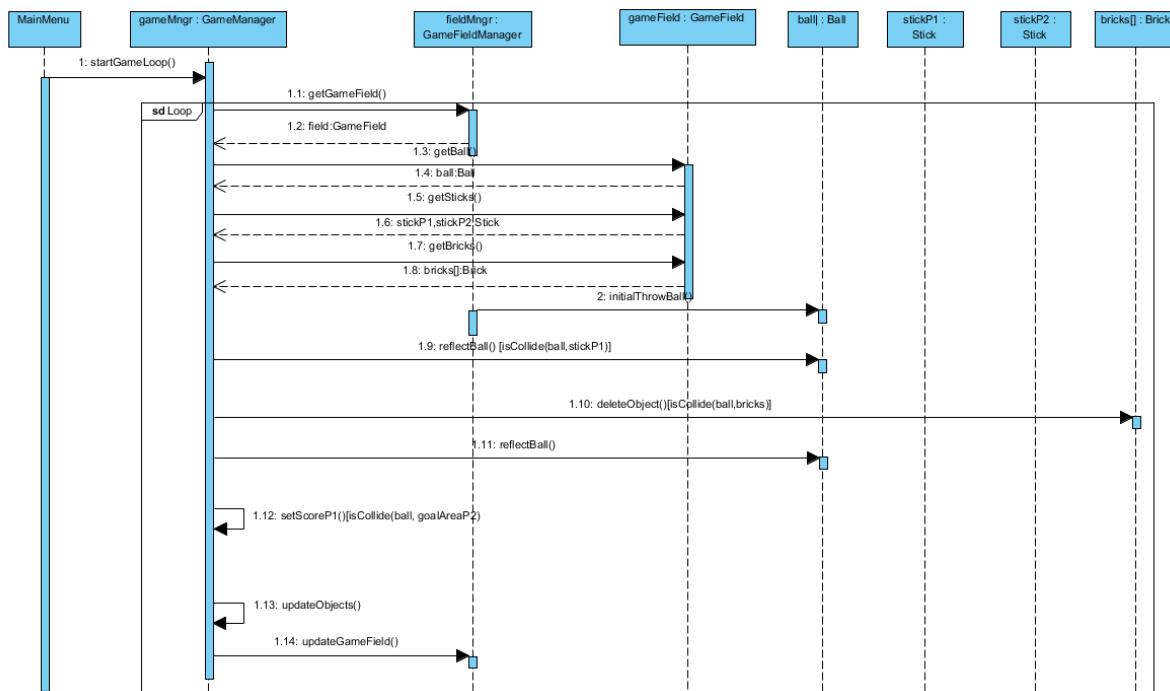 MainMenu
gameMngr : GameManager
fieldMngr :
GameFieldManager
gameField : GameField
ball| : Ball
stickP1 :
Stick
stickP2 :
Stick
bricks[] : Brick
1: startGameLoop()
sd Loop
1.1: getGameField()
1.2: field:GameField
1.3: getBall()
1.4: ball:Ball
1.5: getSticks()
1.6: stickP1,stickP2:Stick
1.7: getBricks()
1.8: bricks[]:Brick
2: initialThrowBall()
1.9: reflectBall() [isCollide(ball,stickP1)]
1.10: deleteObject()[isCollide(ball,bricks)]
1.11: reflectBall()
1.12: setScoreP1()[isCollide(ball, goalAreaP2)
1.13: updateObjects()
1.14: updateGameField()